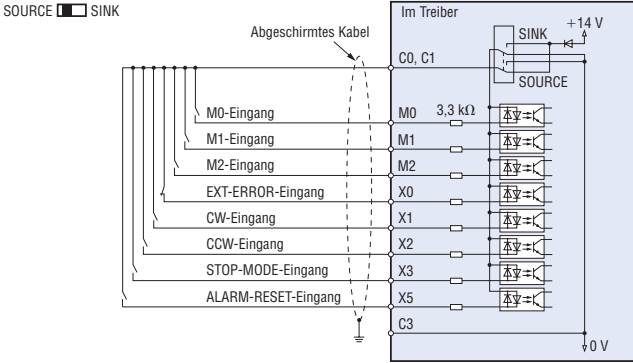 SOURCE SINK
Im Treiber
Abgeschirmtes Kabel
SINK
+14 V
C0, C1
SOURCE
M0-Eingang M0 3,3 kΩ
M1-Eingang M1
M2-Eingang M2
EXT-ERROR-Eingang X0
CW-Eingang X1
CCW-Eingang X2
STOP-MODE-Eingang X3
ALARM-RESET-Eingang X5
C3
0 V